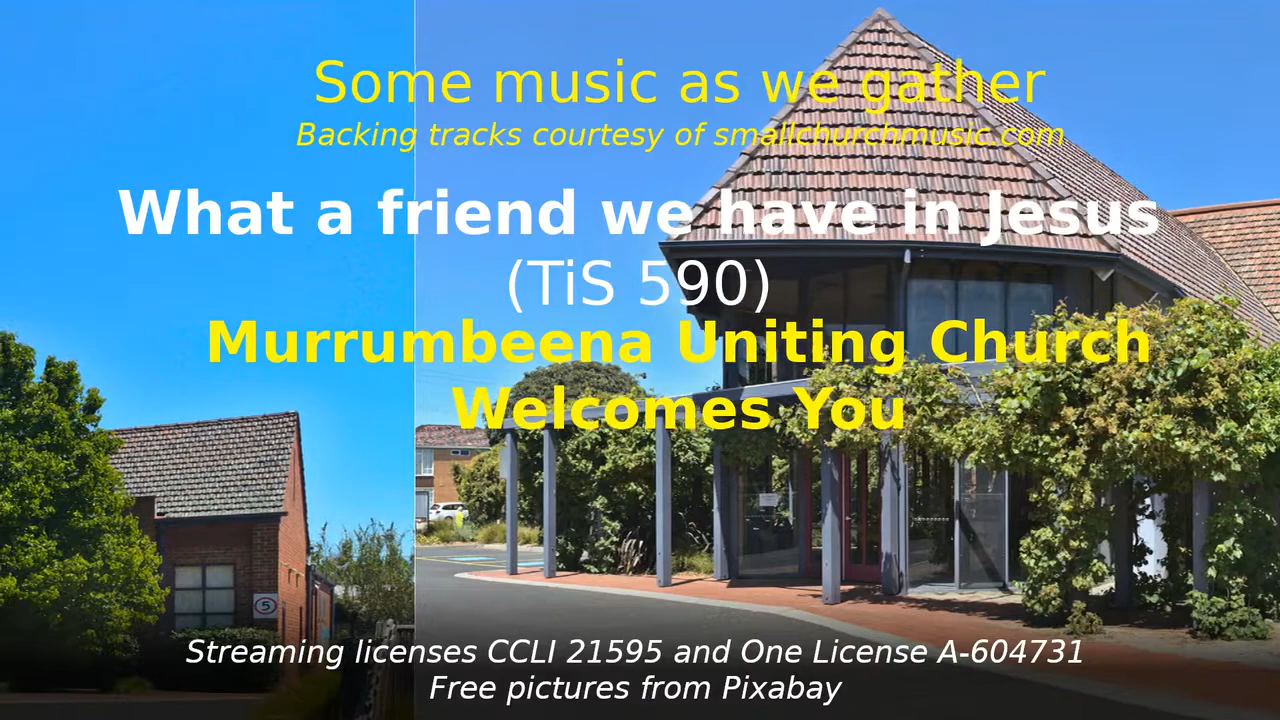 Some music as we gather
Backing tracks courtesy of smallchurchmusic.com
What a friend we have in Jesus
(TiS 590)
Murrumbeena Uniting Church
Welcomes You
5
Streaming licenses CCLI 21595 and One License A-604731
Free pictures from Pixabay